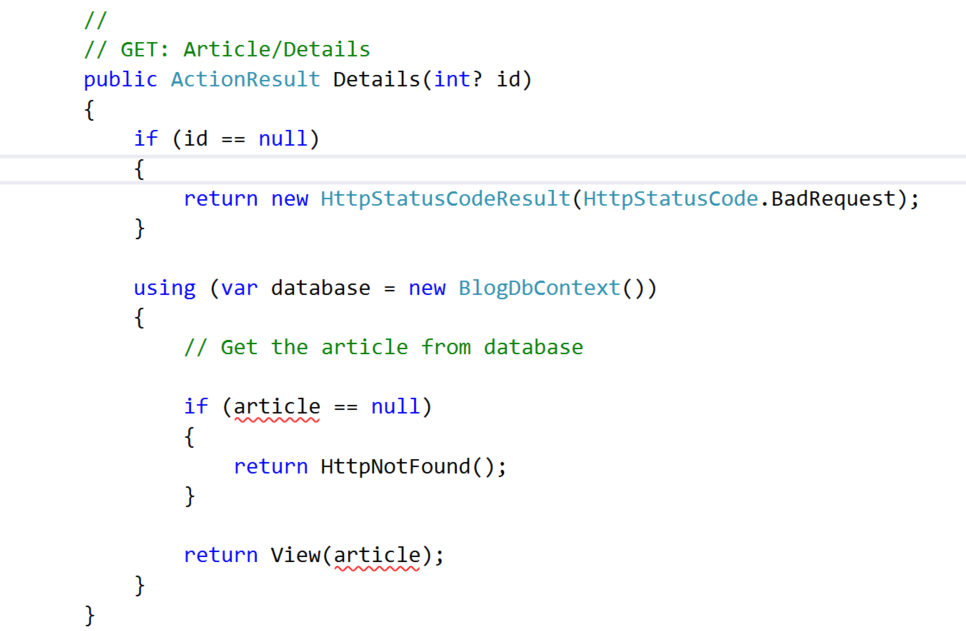 //
// GET: Article/Details
public ActionResult Details(int? id)
{
if (id == null)
{
return new HttpStatusCodeResult(HttpStatusCode.BadRequest);
}
using (var database = new BlogDbContext())
{
// Get the article from database
if (article == null)
{
return HttpNotFound();
}
return View(article);
}
}